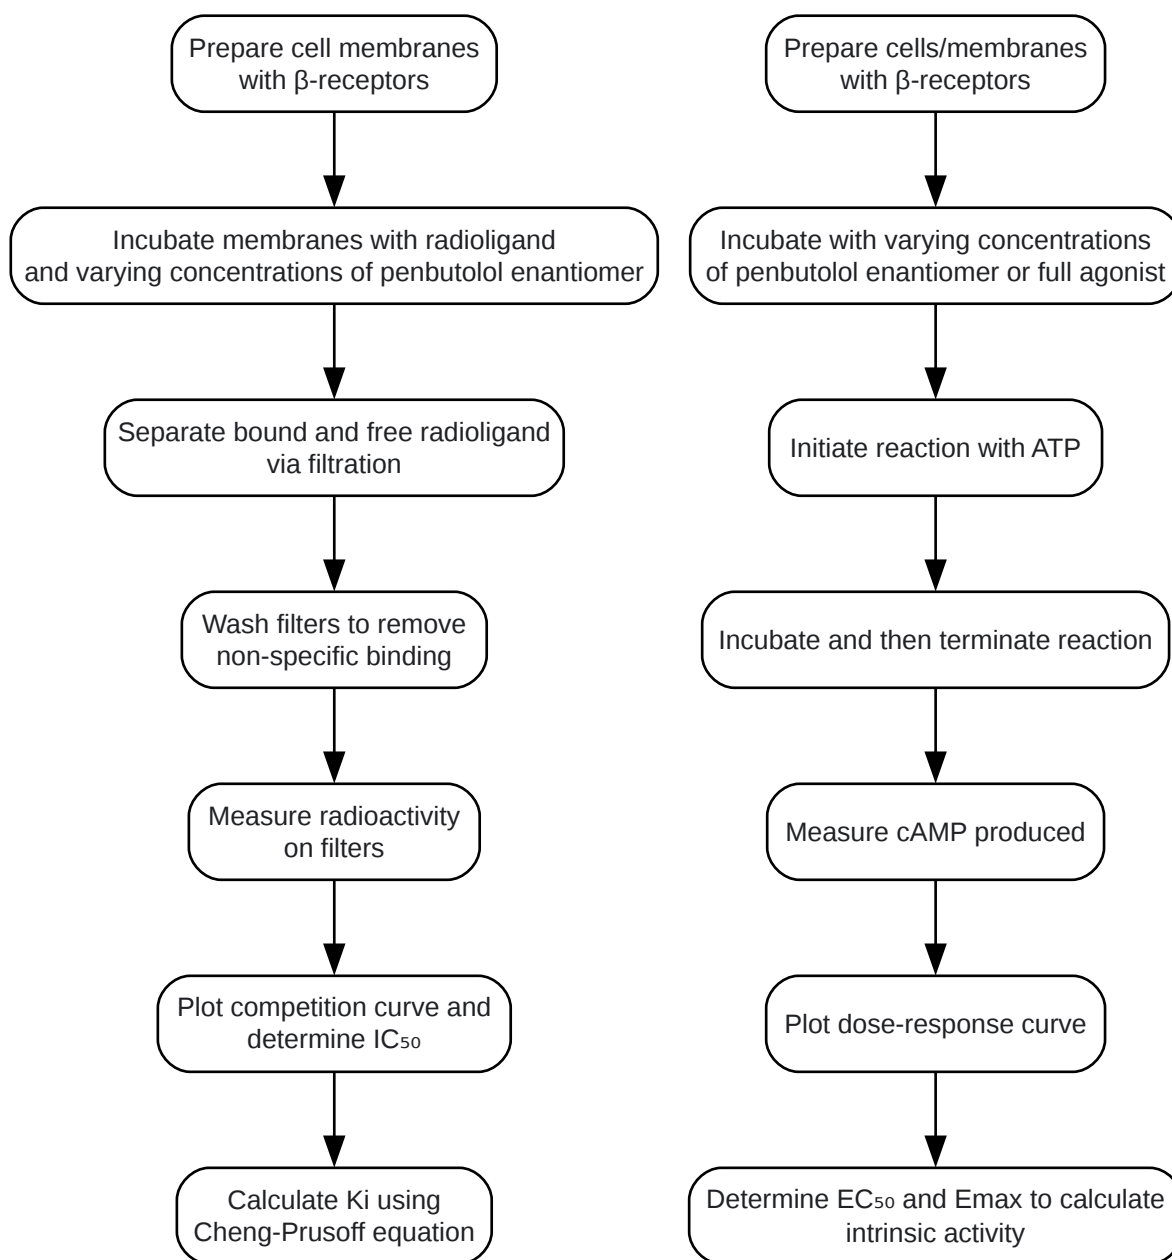 Prepare cell membranes
with β-receptors
Incubate membranes with radioligand
and varying concentrations of penbutolol enantiomer
Separate bound and free radioligand
via filtration
Wash filters to remove
non-specific binding
Measure radioactivity
on filters
Plot competition curve and
determine IC₅₀
Calculate Ki using
Cheng-Prusoff equation
Prepare cells/membranes
with β-receptors
Incubate with varying concentrations
of penbutolol enantiomer or full agonist
Initiate reaction with ATP
Incubate and then terminate reaction
Measure cAMP produced
Plot dose-response curve
Determine EC₅₀ and Emax to calculate
intrinsic activity